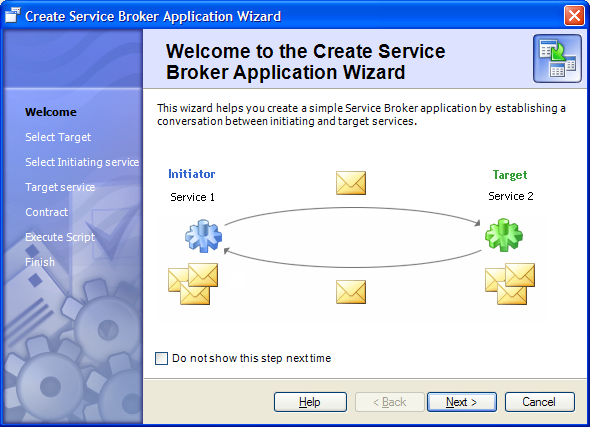 Create Service Broker Application Wizard
Welcome to the Create Service
Broker Application Wizard
Welcome
Select Target
Select Initiating service
Target service
Contract
Execute Script
Finish
This wizard helps you create a simple Service Broker application by establishing a
conversation between initiating and target services.
Initiator
Target
Service 1
Service 2
Do not show this step next time
Help
< Back
Next >
Cancel